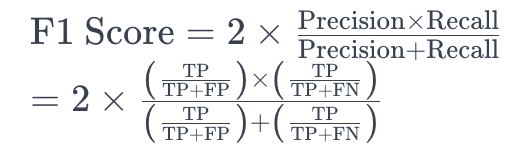 F1 Score = 2 × Precision×Recall / Precision+Recall
= 2 × (TP / TP+FP)×(TP / TP+FN) / (TP / TP+FP)+(TP / TP+FN)